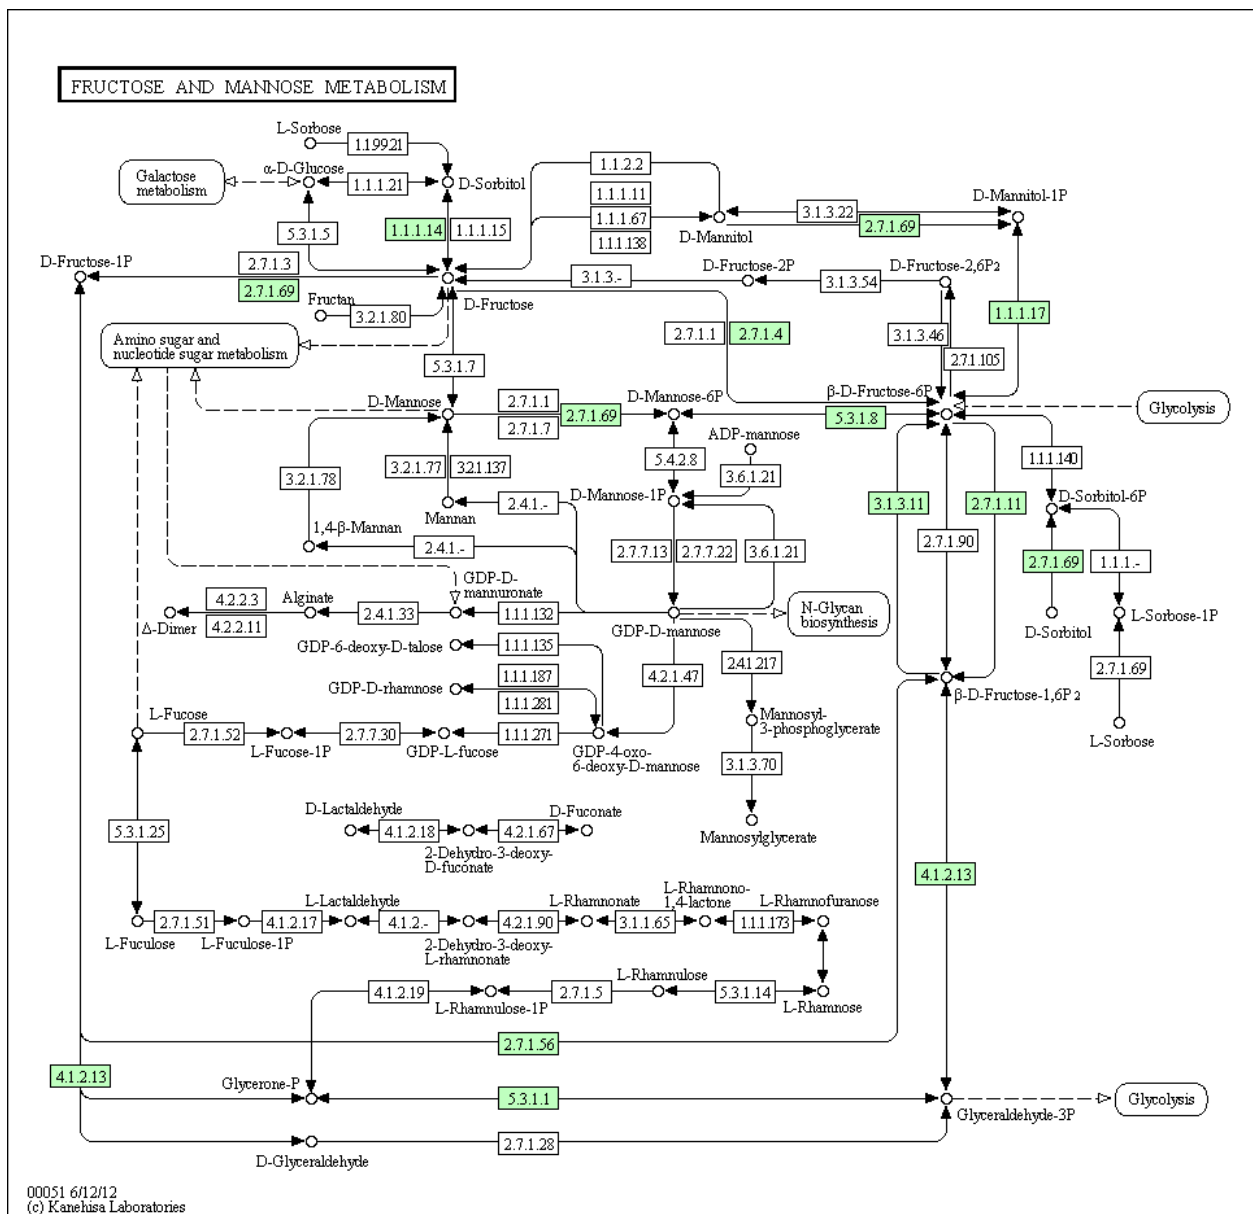 FRUCTOSE AND MANNOSE METABOLISM
L-Sorbose
1.1.99.21
Galactose
metabolism
α-D-Glucose
1.1.1.21
D-Sorbitol
1.1.2.2
1.1.1.11
1.1.1.67
1.1.1.138
D-Mannitol
3.1.3.22
2.7.1.69
D-Mannitol-1P
5.3.1.5
1.1.1.14
1.1.1.15
D-Fructose-1P
2.7.1.3
2.7.1.69
D-Fructose
3.1.3.-
D-Fructose-2P
3.1.3.54
D-Fructose-2,6P2
1.1.1.17
Fructan
3.2.1.80
2.7.1.1
2.7.1.4
3.1.3.46
2.7.1.105
Amino sugar and
nucleotide sugar metabolism
5.3.1.7
D-Mannose
2.7.1.1
2.7.1.7
2.7.1.69
D-Mannose-6P
5.3.1.8
β-D-Fructose-6P
Glycolysis
ADP-mannose
5.4.2.8
3.6.1.21
1.1.1.140
3.2.1.78
3.2.1.77
3.2.1.137
Mannan
2.4.1.-
D-Mannose-1P
3.1.3.11
2.7.1.11
D-Sorbitol-6P
1,4-β-Mannan
2.4.1.-
2.7.7.13
2.7.7.22
3.6.1.21
2.7.1.90
2.7.1.69
1.1.1.-
GDP-D-
mannuronate
4.2.2.3
4.2.2.11
Δ-Dimer
Alginate
2.4.1.33
1.1.1.132
GDP-D-mannose
N-Glycan
biosynthesis
D-Sorbitol
L-Sorbose-1P
GDP-6-deoxy-D-talose
1.1.1.135
4.2.1.47
2.4.1.217
2.7.1.69
GDP-D-rhamnose
1.1.1.187
1.1.1.281
β-D-Fructose-1,6P2
L-Fucose
2.7.1.52
L-Fucose-1P
2.7.7.30
GDP-L-fucose
1.1.1.271
GDP-4-oxo-
6-deoxy-D-mannose
Mannosyl-
3-phosphoglycerate
3.1.3.70
L-Sorbose
5.3.1.25
D-Lactaldehyde
4.1.2.18
2-Dehydro-3-deoxy-
D-fuconate
4.2.1.67
D-Fuconate
Mannosylglycerate
4.1.2.13
L-Fuculose
2.7.1.51
L-Fuculose-1P
4.1.2.17
L-Lactaldehyde
4.1.2.-
2-Dehydro-3-deoxy-
L-rhamnonate
4.2.1.90
L-Rhamnonate
3.1.1.65
L-Rhamnono-
1,4-lactone
1.1.1.173
L-Rhamnofuranose
4.1.2.19
L-Rhamnulose-1P
2.7.1.5
L-Rhamnulose
5.3.1.14
L-Rhamnose
2.7.1.56
4.1.2.13
Glycerone-P
5.3.1.1
Glyceraldehyde-3P
Glycolysis
D-Glyceraldehyde
2.7.1.28
00051 6/12/12
(c) Kanehisa Laboratories